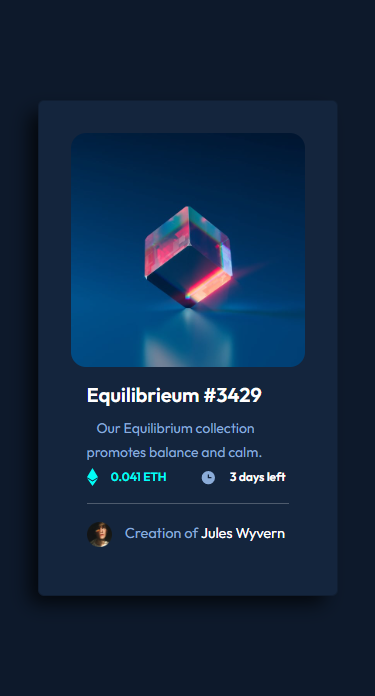 Equilibrieum #3429
Our Equilibrium collection
promotes balance and calm.
0.041 ETH 3 days left
Creation of Jules Wyvern